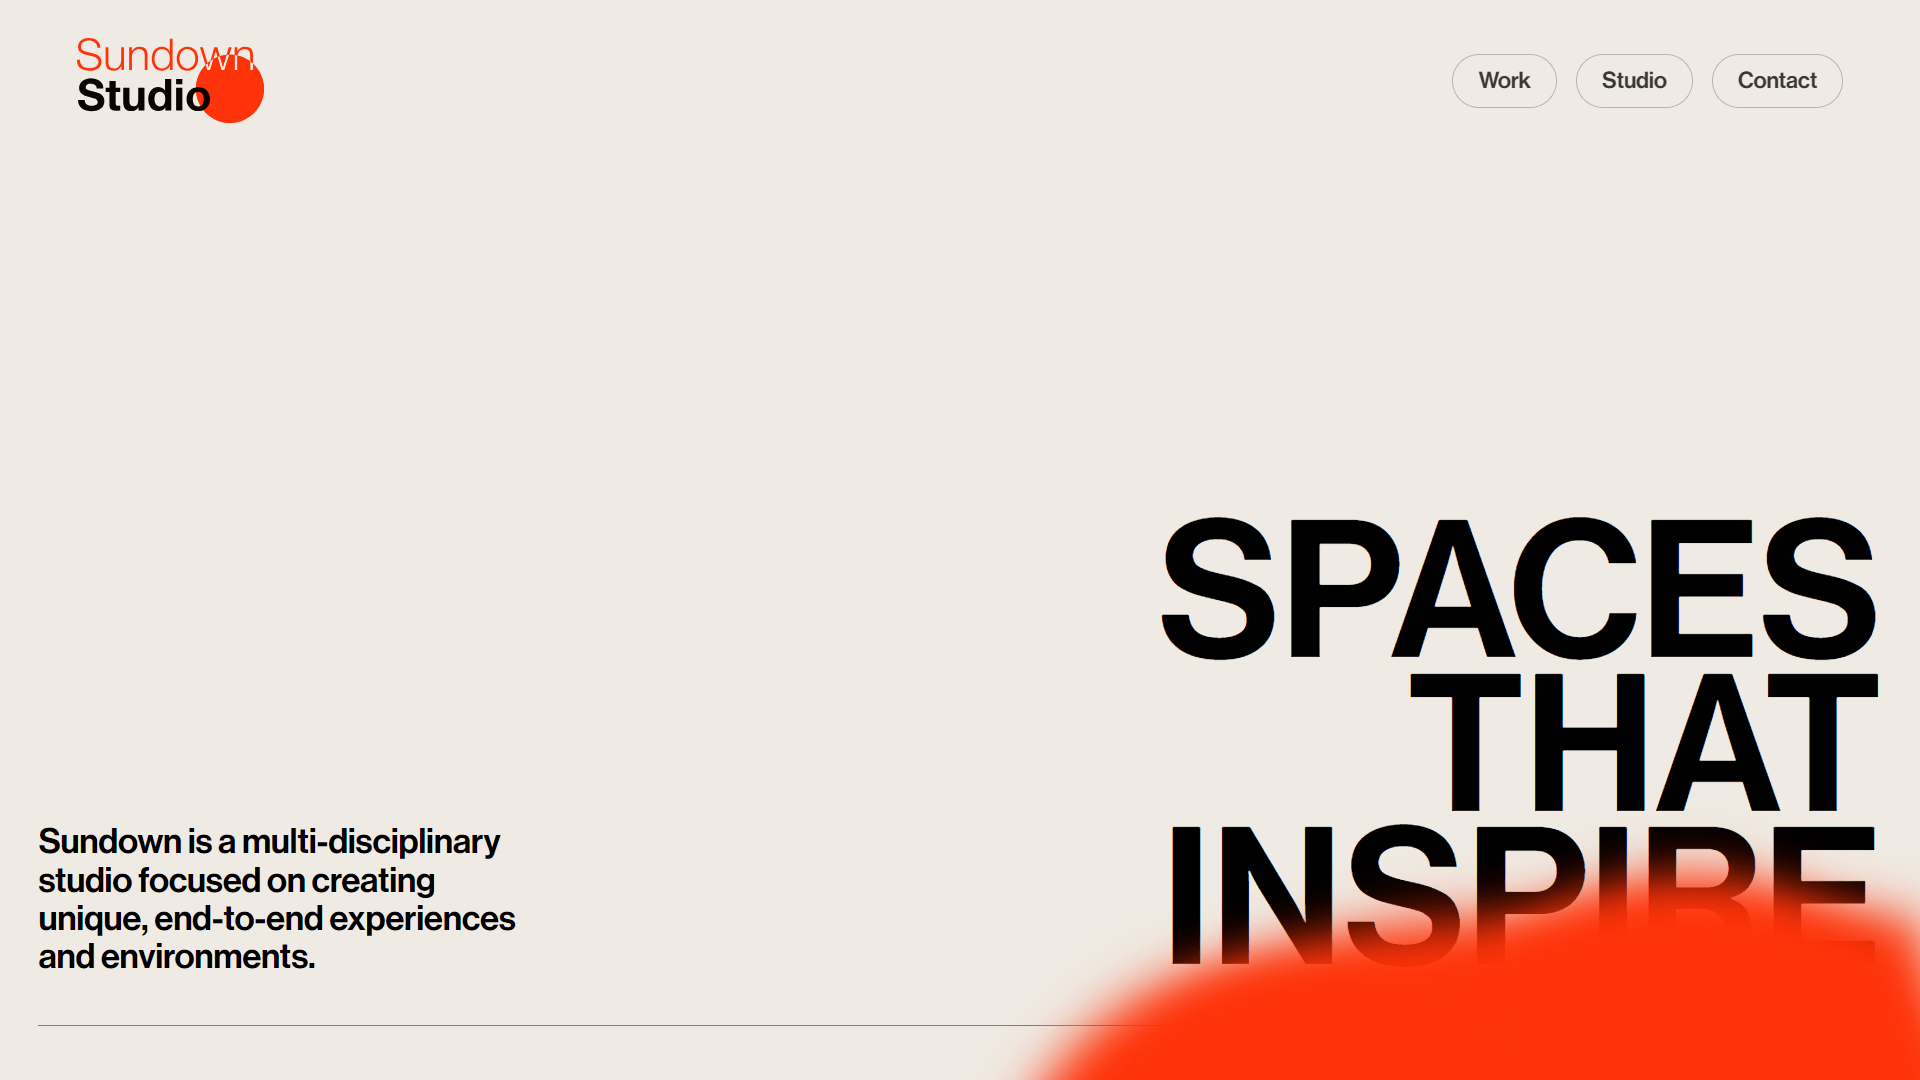 Sundown
Studio
Work
Studio
Contact
SPACES
THAT
INSPIRE
Sundown is a multi-disciplinary
studio focused on creating
unique, end-to-end experiences
and environments.